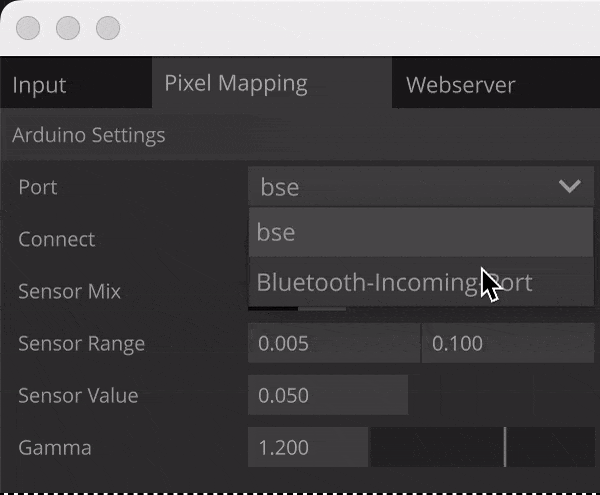 Input Pixel Mapping Webserver
Arduino Settings
Port bse
bse
Connect
Bluetooth-Incoming-Port
Sensor Mix
Sensor Range 0.005 0.100
Sensor Value 0.050
Gamma 1.200